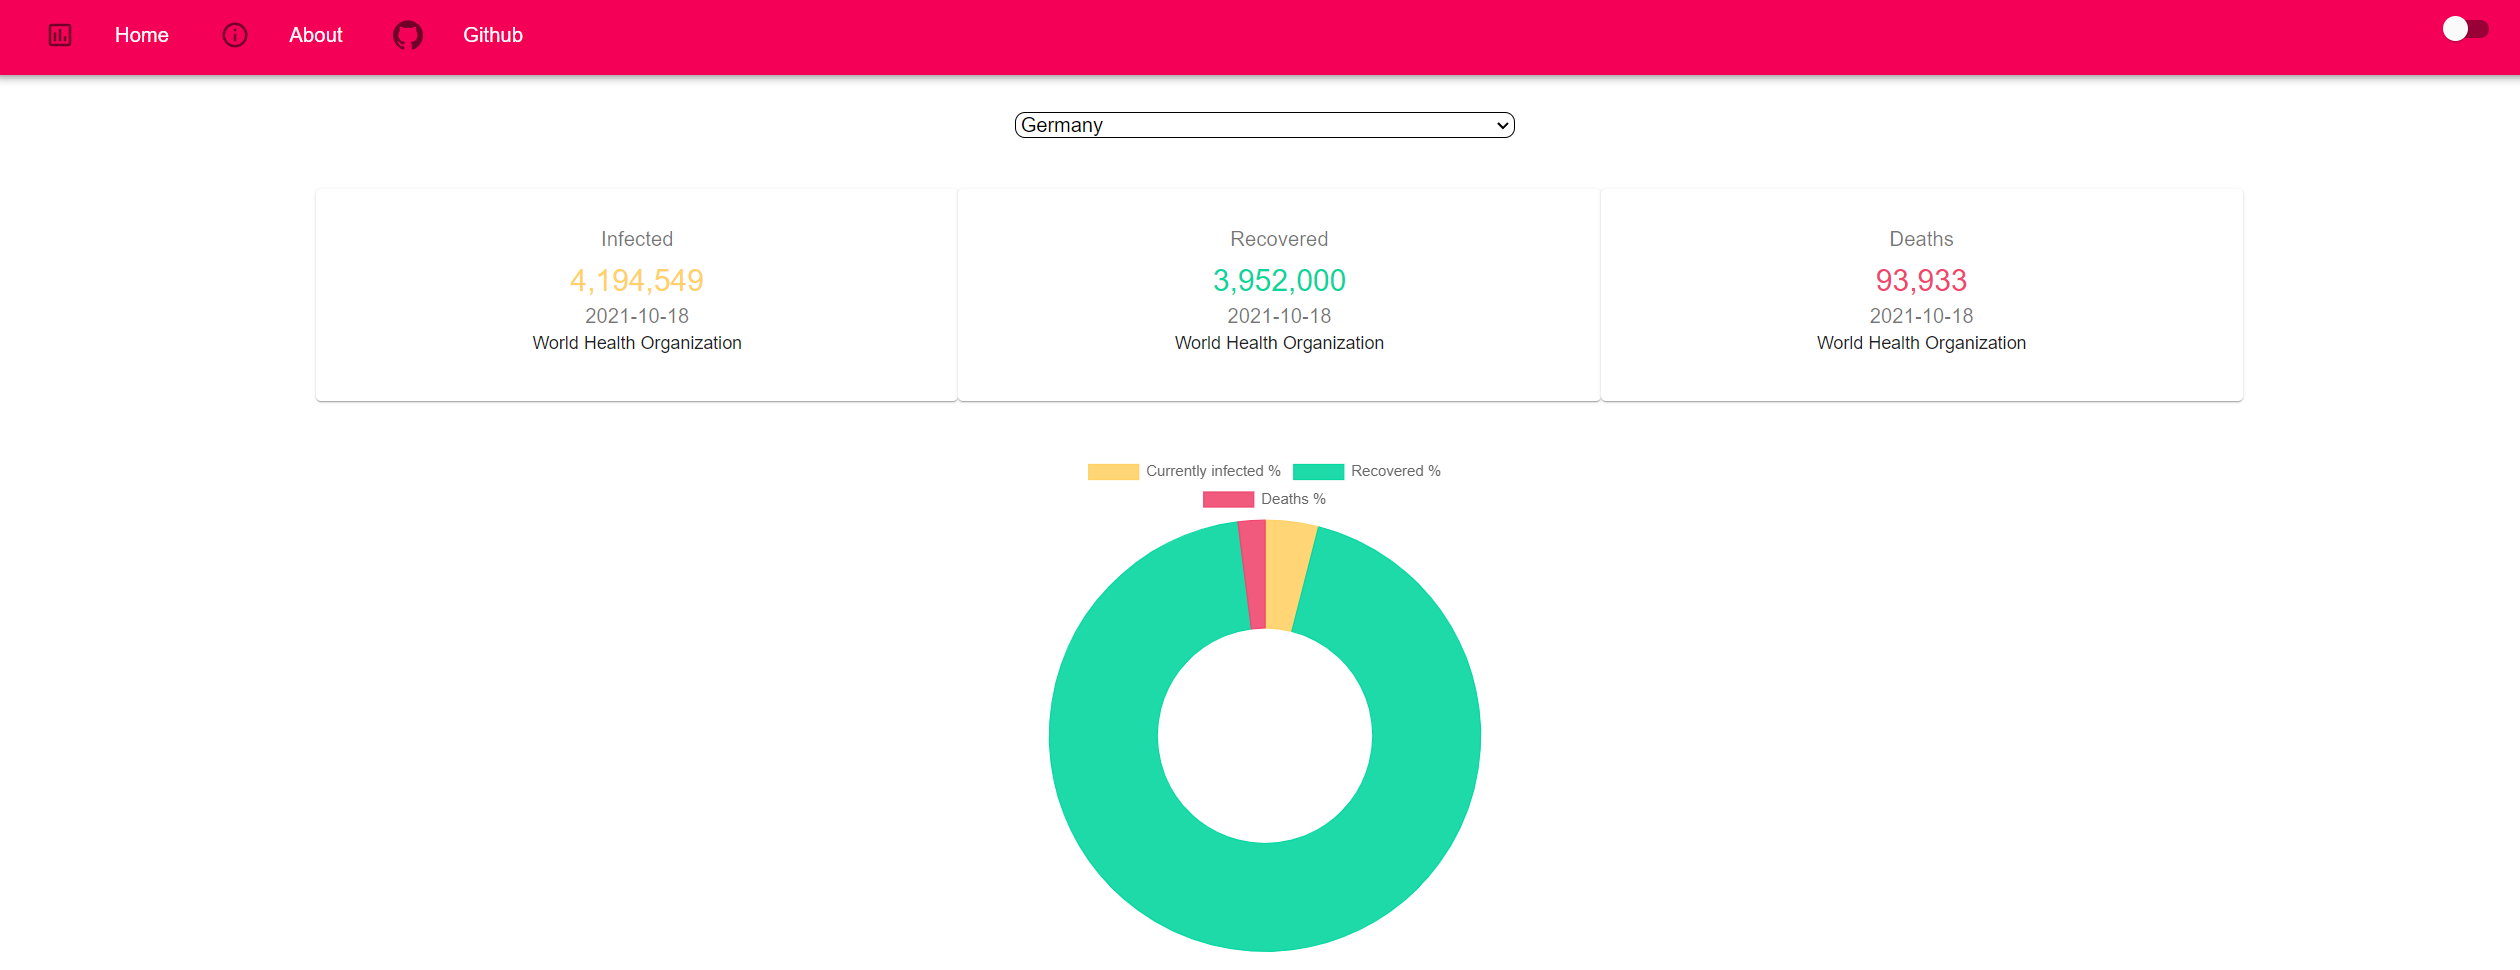 Home About Github
Germany
Infected
4,194,549
2021-10-18
World Health Organization
Recovered
3,952,000
2021-10-18
World Health Organization
Deaths
93,933
2021-10-18
World Health Organization
Currently infected % Recovered %
Deaths %